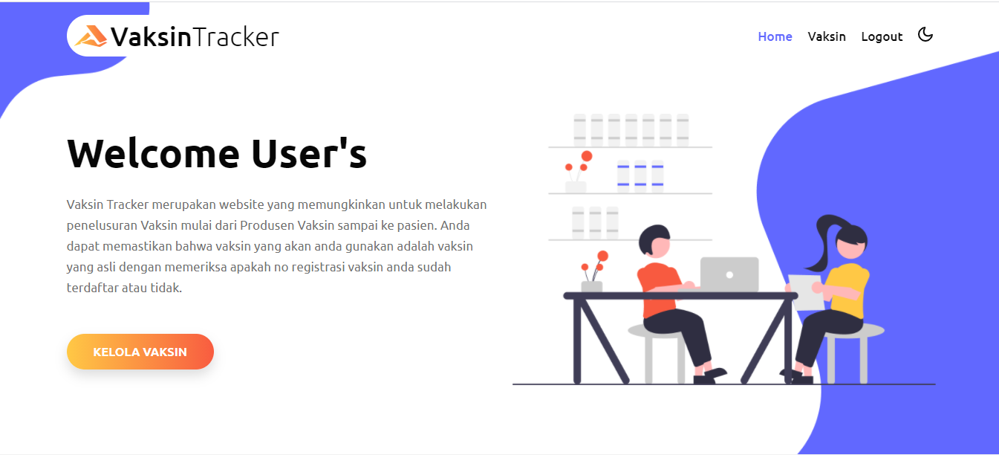 VaksinTracker
Home Vaksin Logout
Welcome User's
Vaksin Tracker merupakan website yang memungkinkan untuk melakukan
penelusuran Vaksin mulai dari Produsen Vaksin sampai ke pasien. Anda
dapat memastikan bahwa vaksin yang akan anda gunakan adalah vaksin
yang asli dengan memeriksa apakah no registrasi vaksin anda sudah
terdaftar atau tidak.
KELOLA VAKSIN